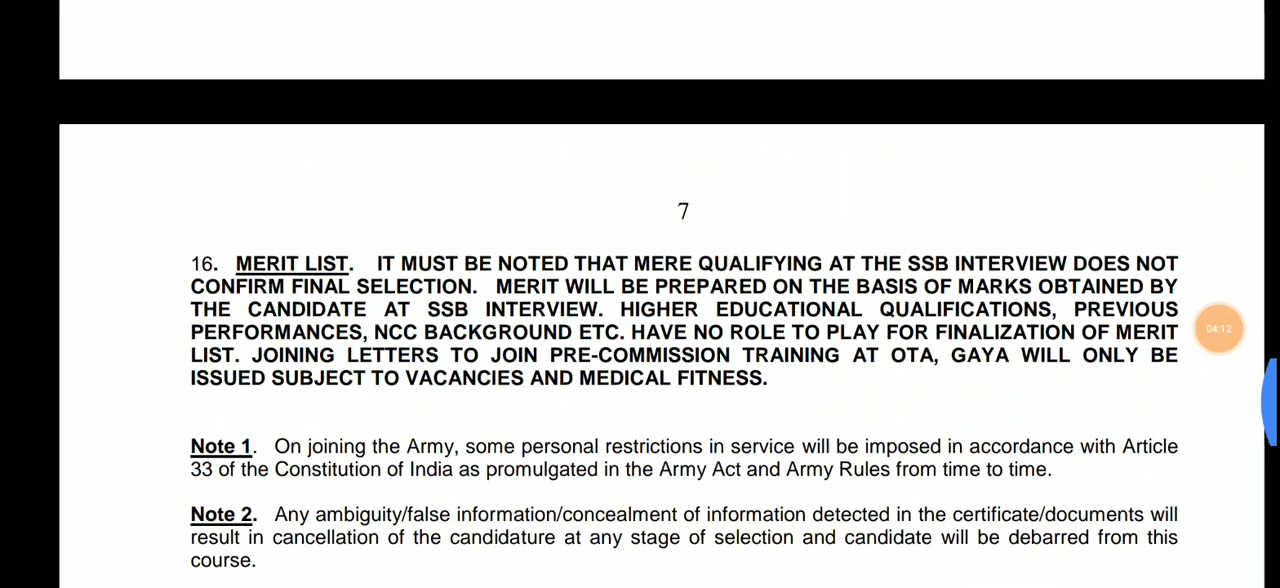 7
16. MERIT LIST. IT MUST BE NOTED THAT MERE QUALIFYING AT THE SSB INTERVIEW DOES NOT
CONFIRM FINAL SELECTION. MERIT WILL BE PREPARED ON THE BASIS OF MARKS OBTAINED BY
THE CANDIDATE AT SSB INTERVIEW. HIGHER EDUCATIONAL QUALIFICATIONS, PREVIOUS
PERFORMANCES, NCC BACKGROUND ETC. HAVE NO ROLE TO PLAY FOR FINALIZATION OF MERIT
LIST. JOINING LETTERS TO JOIN PRE-COMMISSION TRAINING AT OTA, GAYA WILL ONLY BE
ISSUED SUBJECT TO VACANCIES AND MEDICAL FITNESS.
04:12
Note 1. On joining the Army, some personal restrictions in service will be imposed in accordance with Article
33 of the Constitution of India as promulgated in the Army Act and Army Rules from time to time.
Note 2. Any ambiguity/false information/concealment of information detected in the certificate/documents will
result in cancellation of the candidature at any stage of selection and candidate will be debarred from this
course.